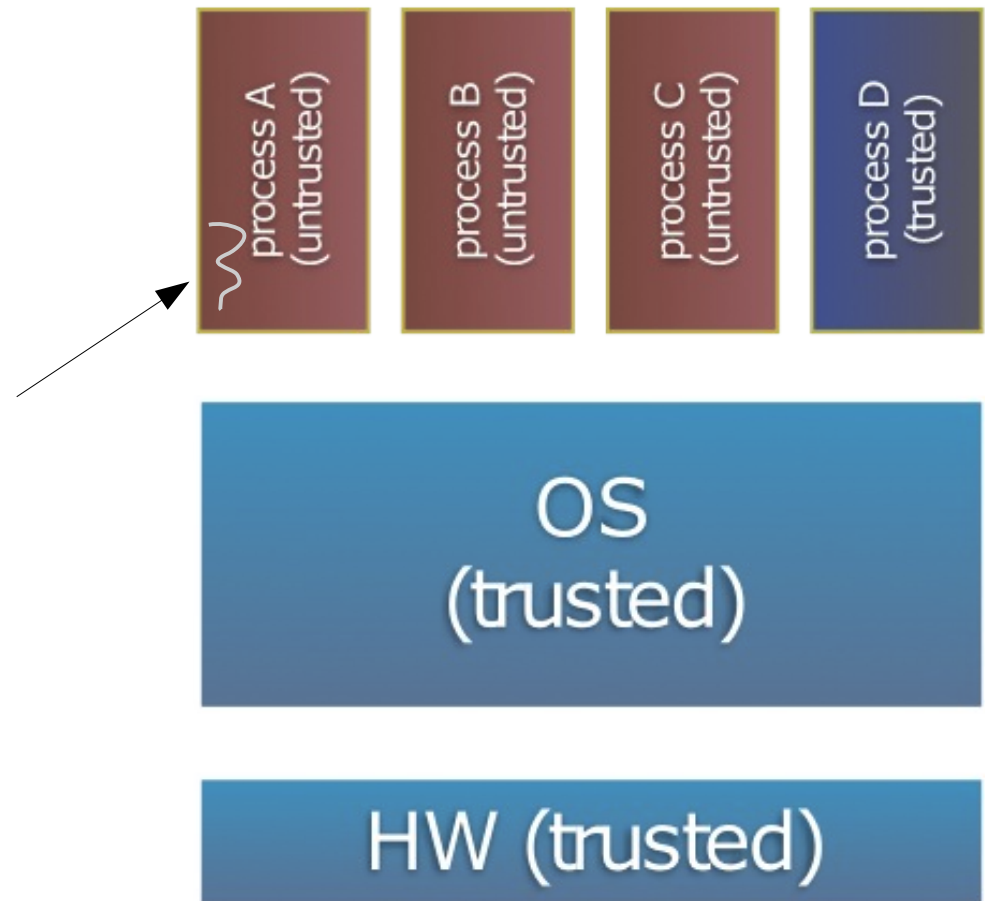 process A
(untrusted)
process B
(untrusted)
process C
(untrusted)
process D
(trusted)
OS
(trusted)
HW (trusted)